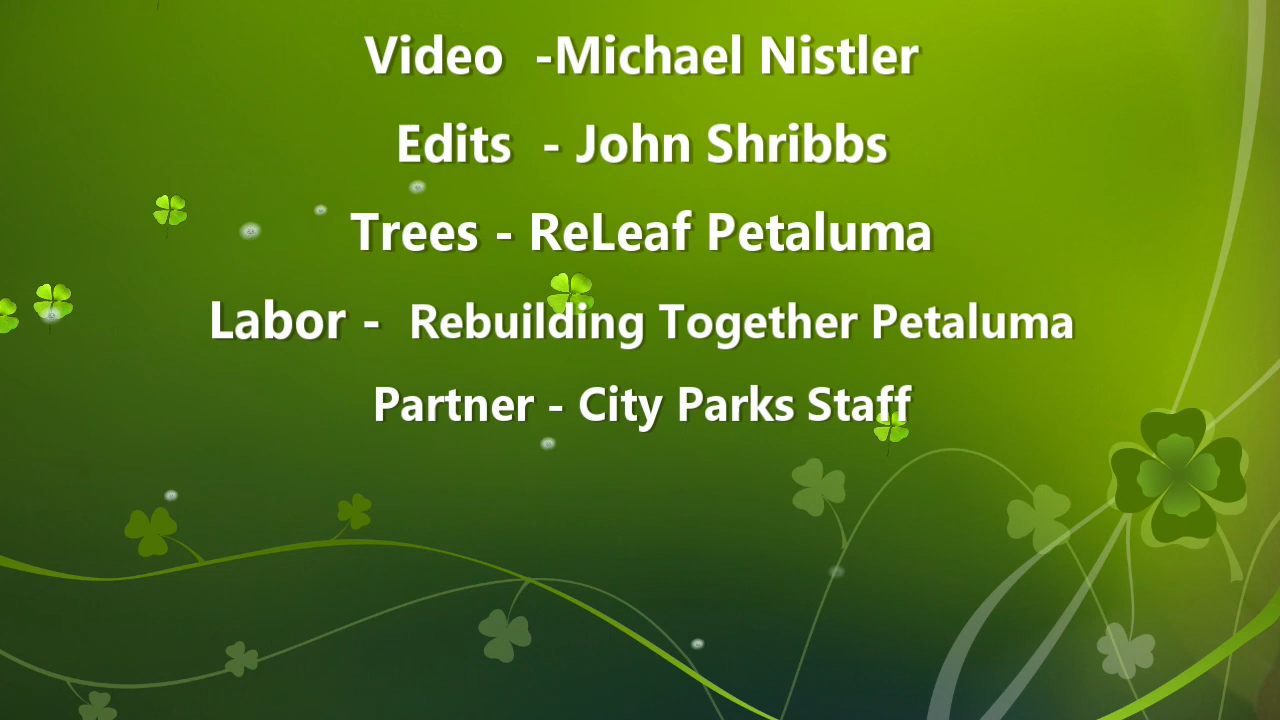 Video  -Michael Nistler
Edits  - John Shribbs
Trees - ReLeaf Petaluma
Labor -  Rebuilding Together Petaluma
Partner - City Parks Staff